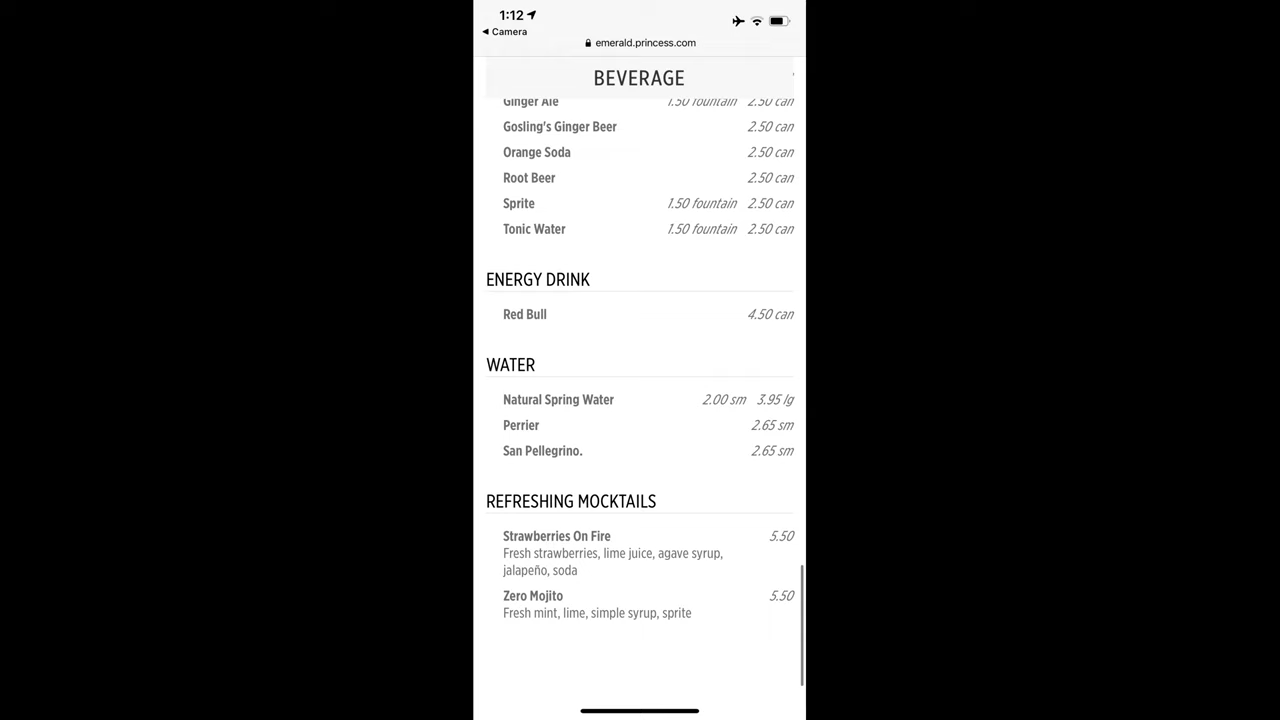 1:12
Camera
emerald.princess.com
BEVERAGE
Ginger Ale 1.50 fountain 2.50 can
Gosling's Ginger Beer 2.50 can
Orange Soda 2.50 can
Root Beer 2.50 can
Sprite 1.50 fountain 2.50 can
Tonic Water 1.50 fountain 2.50 can
ENERGY DRINK
Red Bull 4.50 can
WATER
Natural Spring Water 2.00 sm 3.95 lg
Perrier 2.65 sm
San Pellegrino. 2.65 sm
REFRESHING MOCKTAILS
Strawberries On Fire 5.50
Fresh strawberries, lime juice, agave syrup,
jalapeño, soda
Zero Mojito 5.50
Fresh mint, lime, simple syrup, sprite